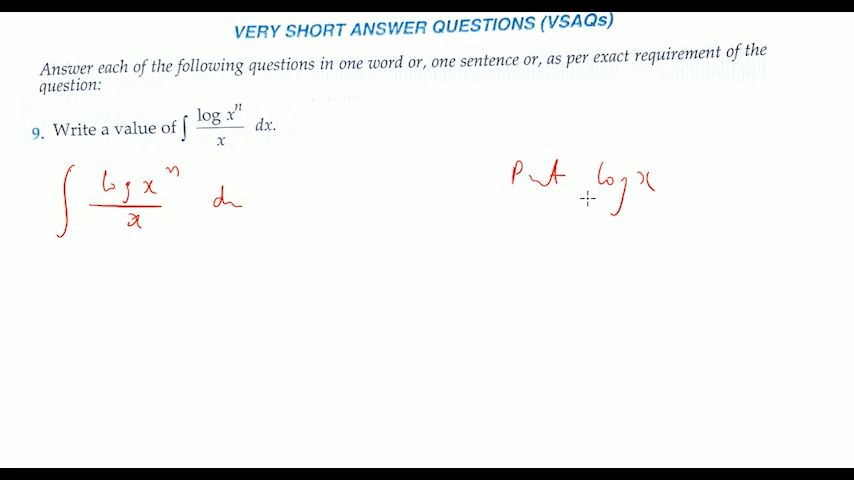 VERY SHORT ANSWER QUESTIONS (VSAQs)
Answer each of the following questions in one word or, one sentence or, as per exact requirement of the
question:
9. Write a value of ∫ log xⁿ / x dx.
∫ log xⁿ / x dx
Put log x